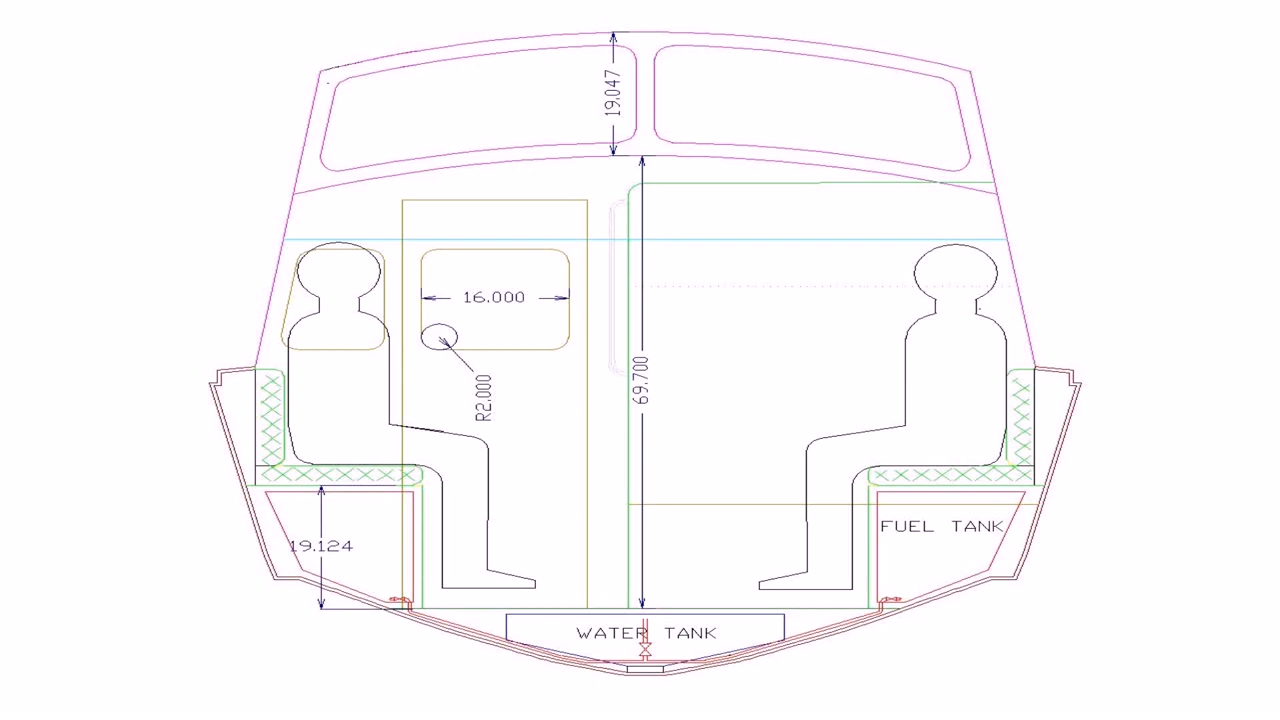 19.047
16.000
69.700
R2.000
FUEL TANK
19.124
WATER TANK